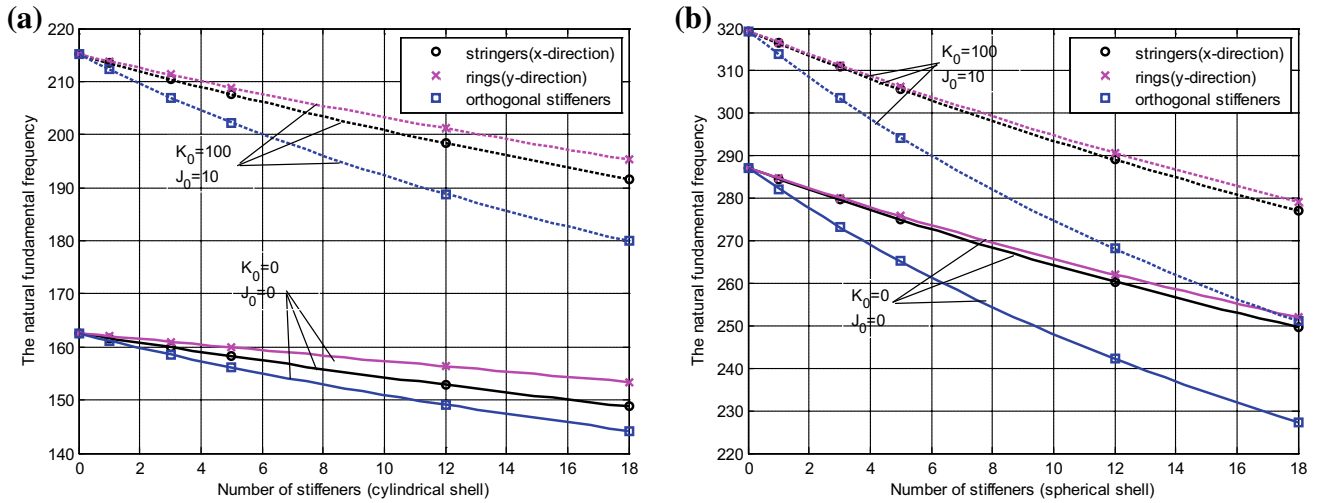 (a)
The natural fundamental frequency
220
210
200
190
180
170
160
150
140
stringers(x-direction)
rings(y-direction)
orthogonal stiffeners
K0=100
J0=10
K0=0
J0=0
0 2 4 6 8 10 12 14 16 18
Number of stiffeners (cylindrical shell)
(b)
The natural fundamental frequency
320
310
300
290
280
270
260
250
240
230
220
stringers(x-direction)
rings(y-direction)
orthogonal stiffeners
K0=100
J0=10
K0=0
J0=0
0 2 4 6 8 10 12 14 16 18
Number of stiffeners (spherical shell)